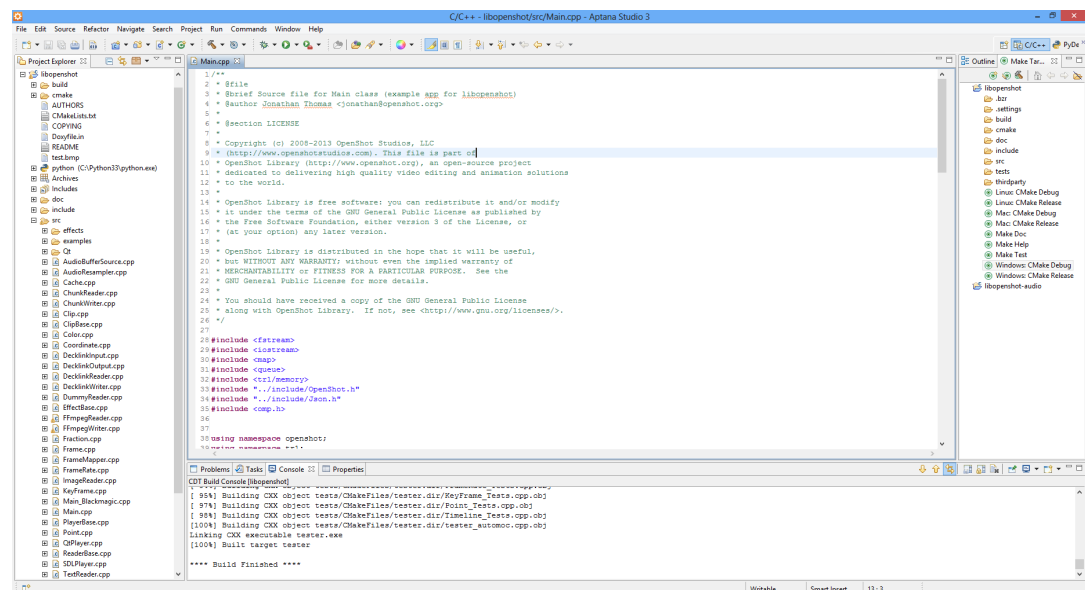 C/C++ - libopenshot/src/Main.cpp - Aptana Studio 3
File Edit Source Refactor Navigate Search Project Run Commands Window Help
C/C++ PyDe
Project Explorer
libopenshot
build
cmake
AUTHORS
CMakeLists.txt
COPYING
Doxyfile.in
README
test.bmp
python (C:\Python33\python.exe)
Archives
Includes
doc
include
src
effects
examples
Qt
AudioBufferSource.cpp
AudioResampler.cpp
Cache.cpp
ChunkReader.cpp
ChunkWriter.cpp
Clip.cpp
ClipBase.cpp
Color.cpp
Coordinate.cpp
DecklinkInput.cpp
DecklinkOutput.cpp
DecklinkReader.cpp
DecklinkWriter.cpp
DummyReader.cpp
EffectBase.cpp
FFmpegReader.cpp
FFmpegWriter.cpp
Fraction.cpp
Frame.cpp
FrameMapper.cpp
FrameRate.cpp
ImageReader.cpp
KeyFrame.cpp
Main_Blackmagic.cpp
Main.cpp
PlayerBase.cpp
Point.cpp
QtPlayer.cpp
ReaderBase.cpp
SDLPlayer.cpp
TextReader.cpp
Main.cpp
1 /**
2 * @file
3 * @brief Source file for Main class (example app for libopenshot)
4 * @author Jonathan Thomas <jonathan@openshot.org>
5 *
6 * @section LICENSE
7 *
8 * Copyright (c) 2008-2013 OpenShot Studios, LLC
9 * (http://www.openshotstudios.com). This file is part of
10 * OpenShot Library (http://www.openshot.org), an open-source project
11 * dedicated to delivering high quality video editing and animation solutions
12 * to the world.
13 *
14 * OpenShot Library is free software: you can redistribute it and/or modify
15 * it under the terms of the GNU General Public License as published by
16 * the Free Software Foundation, either version 3 of the License, or
17 * (at your option) any later version.
18 *
19 * OpenShot Library is distributed in the hope that it will be useful,
20 * but WITHOUT ANY WARRANTY; without even the implied warranty of
21 * MERCHANTABILITY or FITNESS FOR A PARTICULAR PURPOSE. See the
22 * GNU General Public License for more details.
23 *
24 * You should have received a copy of the GNU General Public License
25 * along with OpenShot Library. If not, see <http://www.gnu.org/licenses/>.
26 */
27
28 #include <fstream>
29 #include <iostream>
30 #include <map>
31 #include <queue>
32 #include <tr1/memory>
33 #include "../include/OpenShot.h"
34 #include "../include/Json.h"
35 #include <omp.h>
36
37
38 using namespace openshot;
39 using namespace tr1;
Outline Make Tar...
libopenshot
.bzr
.settings
build
cmake
doc
include
src
tests
thirdparty
Linux: CMake Debug
Linux: CMake Release
Mac: CMake Debug
Mac: CMake Release
Make Doc
Make Help
Make Test
Windows: CMake Debug
Windows: CMake Release
libopenshot-audio
Problems Tasks Console Properties
CDT Build Console [libopenshot]
[ 95%] Building CXX object tests/CMakeFiles/tester.dir/KeyFrame_Tests.cpp.obj
[ 97%] Building CXX object tests/CMakeFiles/tester.dir/Point_Tests.cpp.obj
[ 98%] Building CXX object tests/CMakeFiles/tester.dir/Timeline_Tests.cpp.obj
[100%] Building CXX object tests/CMakeFiles/tester.dir/tester_automoc.cpp.obj
Linking CXX executable tester.exe
[100%] Built target tester
**** Build Finished ****
Writable Smart Insert 13 : 3